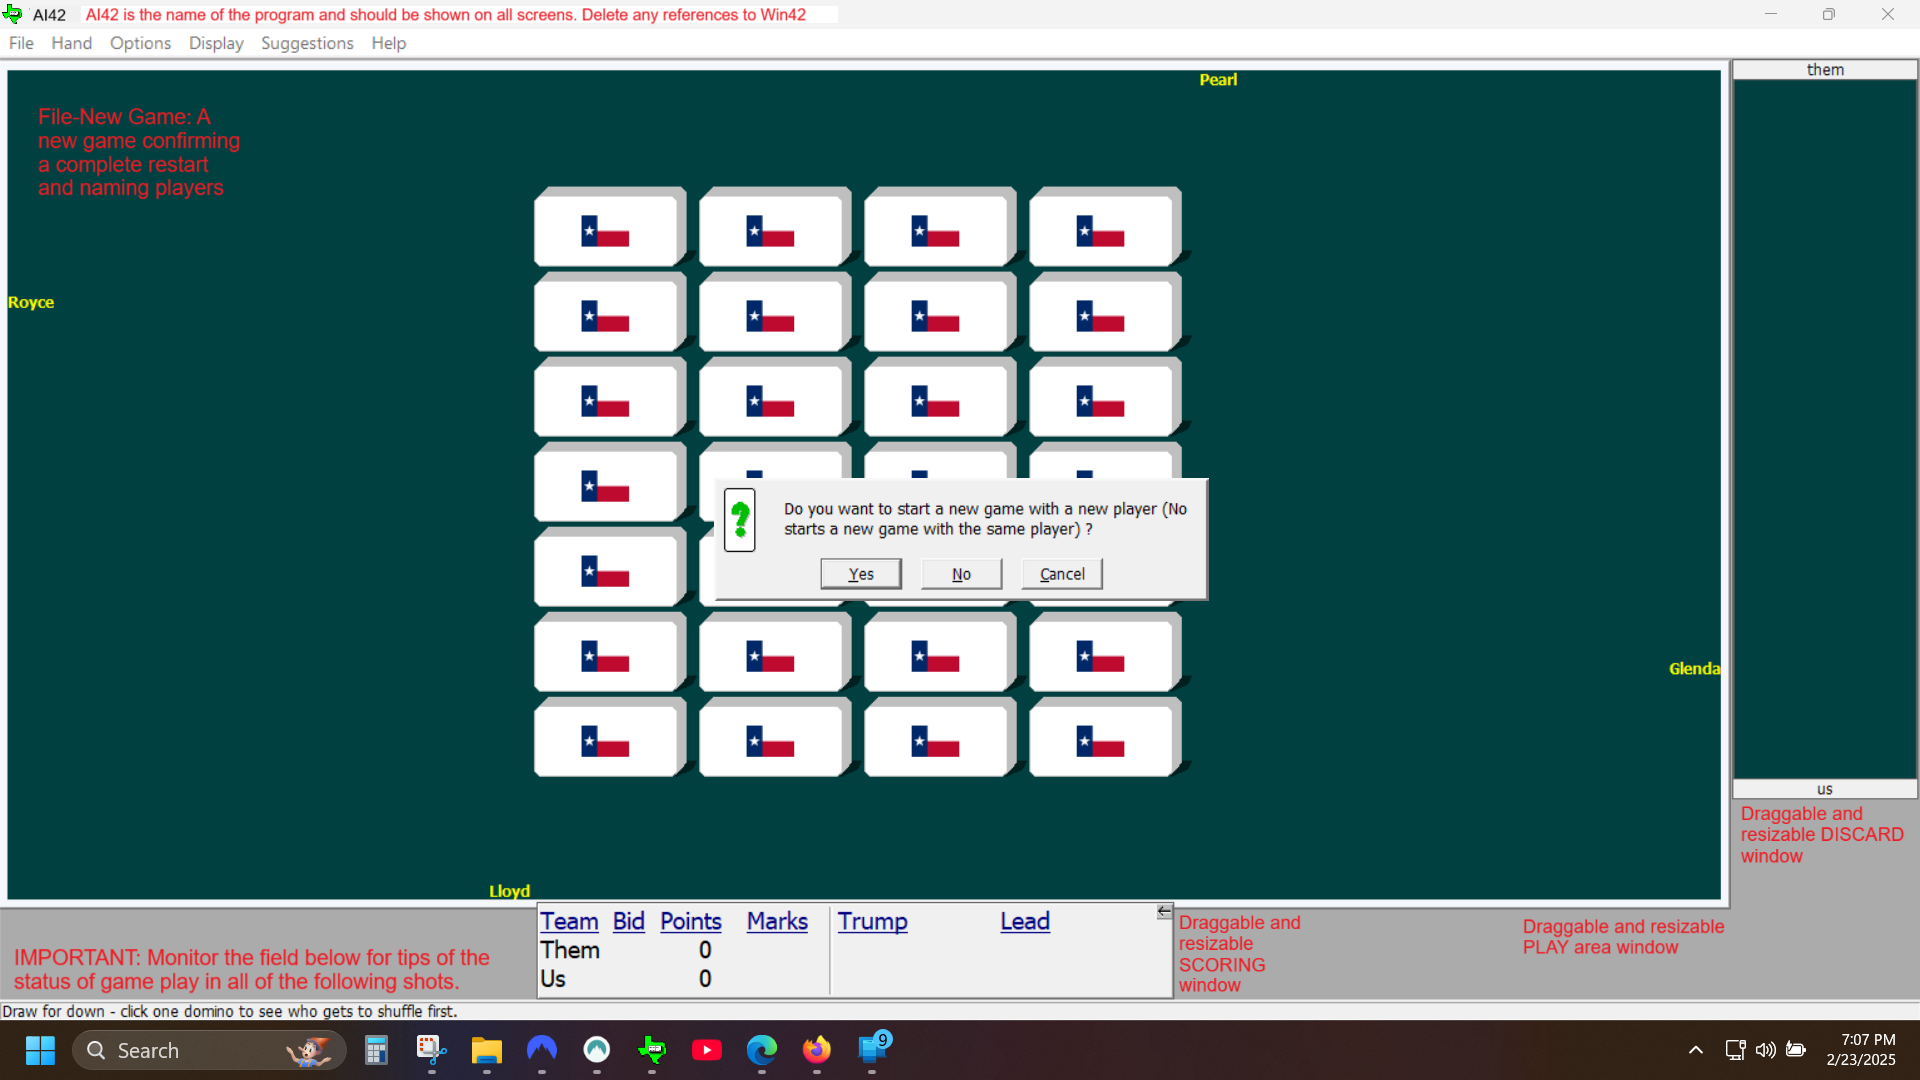 AI42 AI42 is the name of the program and should be shown on all screens. Delete any references to Win42
File Hand Options Display Suggestions Help
Pearl
them
File-New Game: A
new game confirming
a complete restart
and naming players
Royce
Do you want to start a new game with a new player (No
starts a new game with the same player) ?
Yes No Cancel
Glenda
us
Draggable and
resizable DISCARD
window
Lloyd
IMPORTANT: Monitor the field below for tips of the
status of game play in all of the following shots.
Team Bid Points Marks Trump Lead
Them 0
Us 0
Draggable and
resizable
SCORING
window
Draggable and resizable
PLAY area window
Draw for down - click one domino to see who gets to shuffle first.
Search
9
7:07 PM
2/23/2025